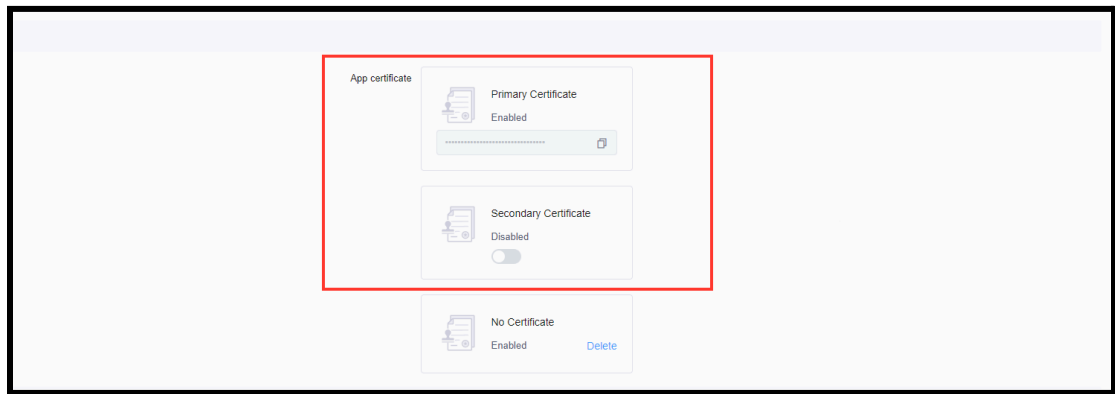 App certificate
Primary Certificate
Enabled
Secondary Certificate
Disabled
No Certificate
Enabled
Delete